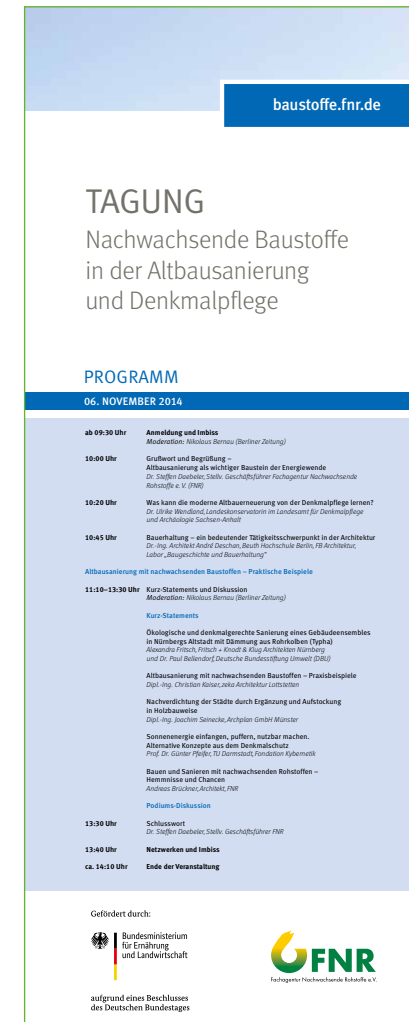 baustoffe.fnr.de
TAGUNG
Nachwachsende Baustoffe
in der Altbausanierung
und Denkmalpflege
PROGRAMM
06. NOVEMBER 2014
ab 09:30 Uhr Anmeldung und Imbiss
Moderation: Nikolaus Bernau (Berliner Zeitung)
10:00 Uhr Grußwort und Begrüßung –
Altbausanierung als wichtiger Baustein der Energiewende
Dr. Steffen Daebeler, Stellv. Geschäftsführer Fachagentur Nachwachsende
Rohstoffe e. V. (FNR)
10:20 Uhr Was kann die moderne Altbauerneuerung von der Denkmalpflege lernen?
Dr. Ulrike Wendland, Landeskonservatorin im Landesamt für Denkmalpflege
und Archäologie Sachsen-Anhalt
10:45 Uhr Bauerhaltung – ein bedeutender Tätigkeitsschwerpunkt in der Architektur
Dr.-Ing. Architekt André Deschan, Beuth Hochschule Berlin, FB Architektur,
Labor „Baugeschichte und Bauerhaltung“
Altbausanierung mit nachwachsenden Baustoffen – Praktische Beispiele
11:10–13:30 Uhr Kurz-Statements und Diskussion
Moderation: Nikolaus Bernau (Berliner Zeitung)
Kurz-Statements
Ökologische und denkmalgerechte Sanierung eines Gebäudeensembles
in Nürnbergs Altstadt mit Dämmung aus Rohrkolben (Typha)
Alexandra Fritsch, Fritsch + Knodt & Klug Architekten Nürnberg
und Dr. Paul Bellendorf, Deutsche Bundesstiftung Umwelt (DBU)
Altbausanierung mit nachwachsenden Baustoffen – Praxisbeispiele
Dipl.-Ing. Christian Kaiser, zeka Architektur Lottstetten
Nachverdichtung der Städte durch Ergänzung und Aufstockung
in Holzbauweise
Dipl.-Ing. Joachim Seinecke, Archplan GmbH Münster
Sonnenenergie einfangen, puffern, nutzbar machen.
Alternative Konzepte aus dem Denkmalschutz
Prof. Dr. Günter Pfeifer, TU Darmstadt, Fondation Kybernetik
Bauen und Sanieren mit nachwachsenden Rohstoffen –
Hemmnisse und Chancen
Andreas Brückner, Architekt, FNR
Podiums-Diskussion
13:30 Uhr Schlusswort
Dr. Steffen Daebeler, Stellv. Geschäftsführer FNR
13:40 Uhr Netzwerken und Imbiss
ca. 14:10 Uhr Ende der Veranstaltung
Gefördert durch:
Bundesministerium
für Ernährung
und Landwirtschaft
aufgrund eines Beschlusses
des Deutschen Bundestages
FNR
Fachagentur Nachwachsende Rohstoffe e.V.